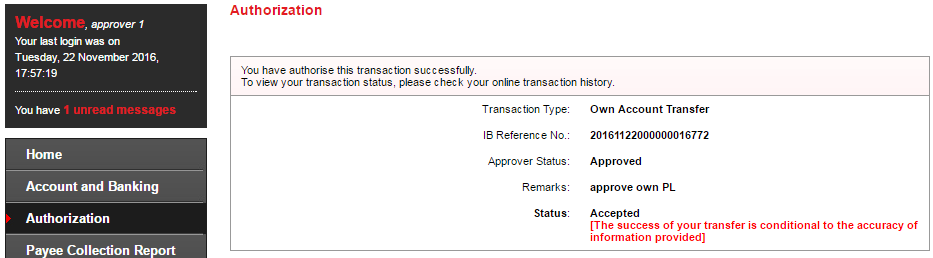 Welcome, approver 1
Your last login was on
Tuesday, 22 November 2016,
17:57:19
You have 1 unread messages
Home
Account and Banking
Authorization
Payee Collection Report
Authorization
You have authorise this transaction successfully.
To view your transaction status, please check your online transaction history.
Transaction Type: Own Account Transfer
IB Reference No.: 20161122000000016772
Approver Status: Approved
Remarks: approve own PL
Status: Accepted
[The success of your transfer is conditional to the accuracy of
information provided]